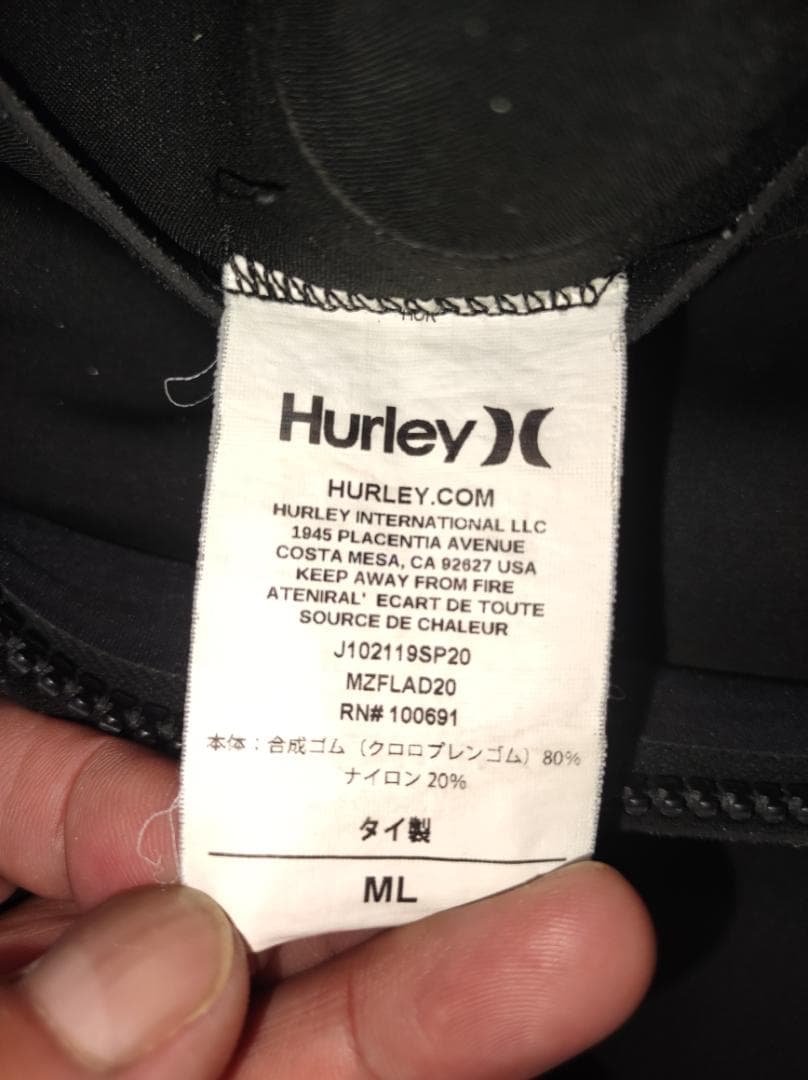 HUR
Hurley
HURLEY.COM
HURLEY INTERNATIONAL LLC
1945 PLACENTIA AVENUE
COSTA MESA, CA 92627 USA
KEEP AWAY FROM FIRE
ATENIRAL' ECART DE TOUTE
SOURCE DE CHALEUR
J102119SP20
MZFLAD20
RN# 100691
本体：合成ゴム（クロロプレンゴム）80%
ナイロン 20%
タイ製
ML